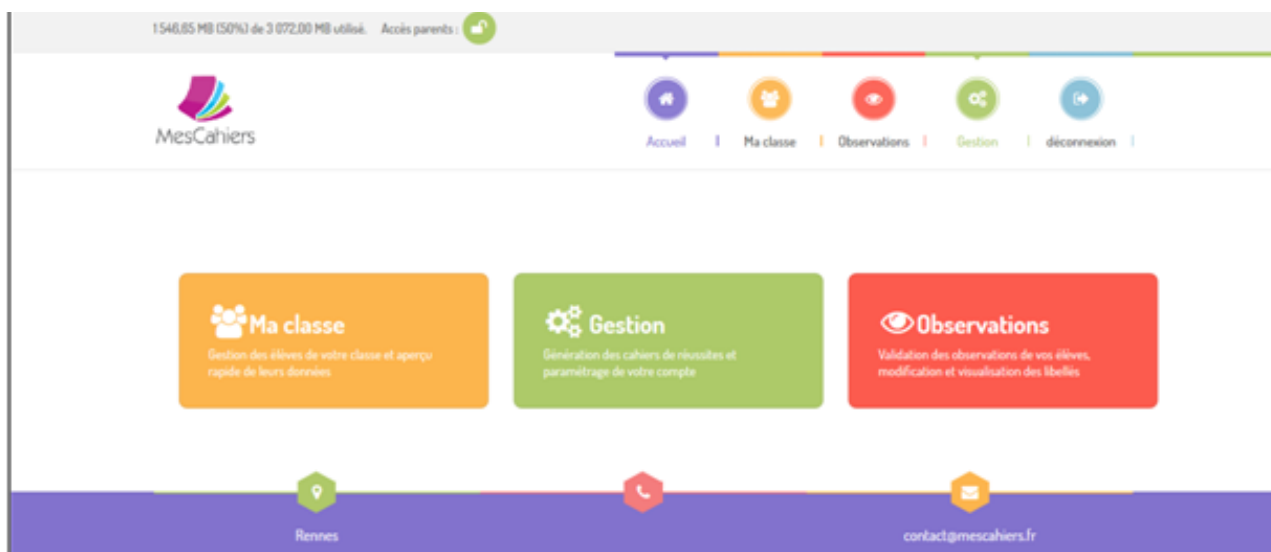 1 546,65 MB (50%) de 3 072,00 MB utilisé. Accès parents :
MesCahiers
Accueil
Ma classe
Observations
Gestion
déconnexion
Ma classe
Gestion des élèves de votre classe et aperçu
rapide de leurs données
Gestion
Génération des cahiers de réussites et
paramétrage de votre compte
Observations
Validation des observations de vos élèves,
modification et visualisation des libellés
Rennes
contact@mescahiers.fr